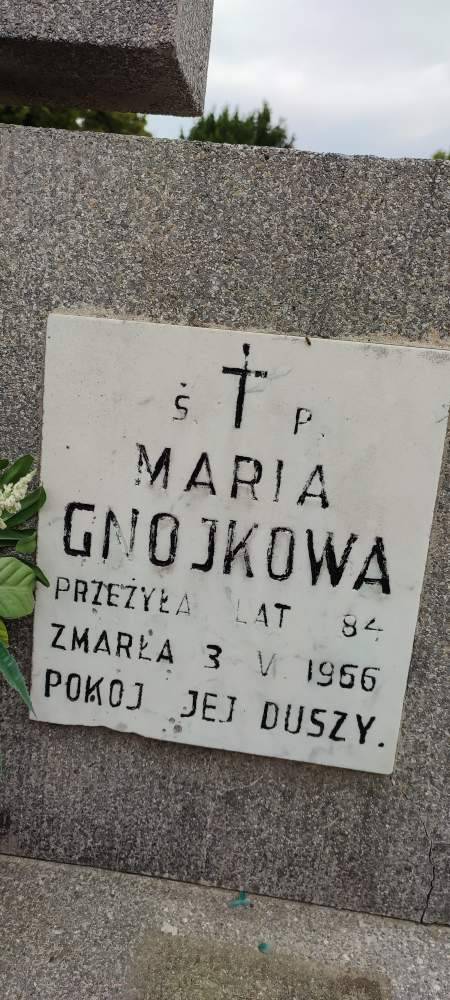 Ś P.
MARIA
GNOJKOWA
PRZEŻYŁA LAT 84
ZMARŁA 3 V 1966
POKOJ JEJ DUSZY.